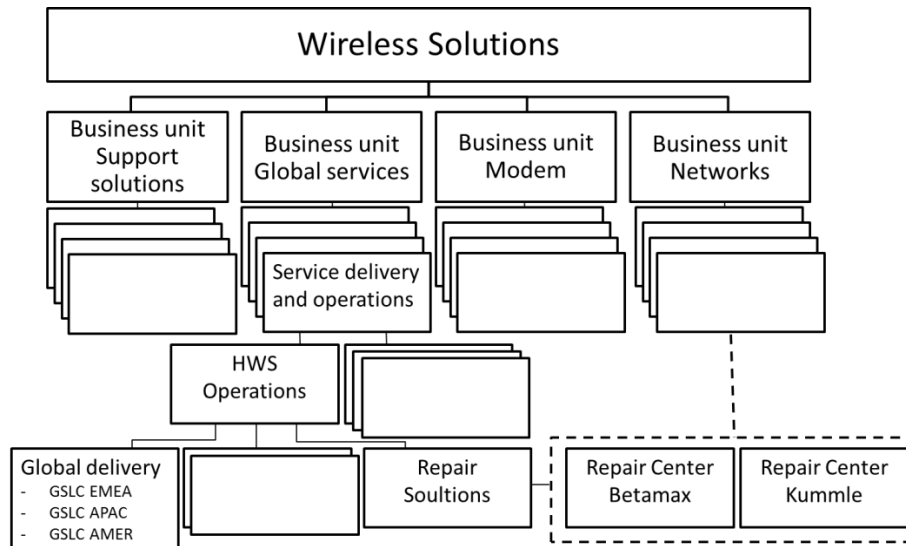 Wireless Solutions
Business unit
Support
solutions
Business unit
Global services
Business unit
Modem
Business unit
Networks
Service delivery
and operations
HWS
Operations
Global delivery
- GSLC EMEA
- GSLC APAC
- GSLC AMER
Repair
Soultions
Repair Center
Betamax
Repair Center
Kummle